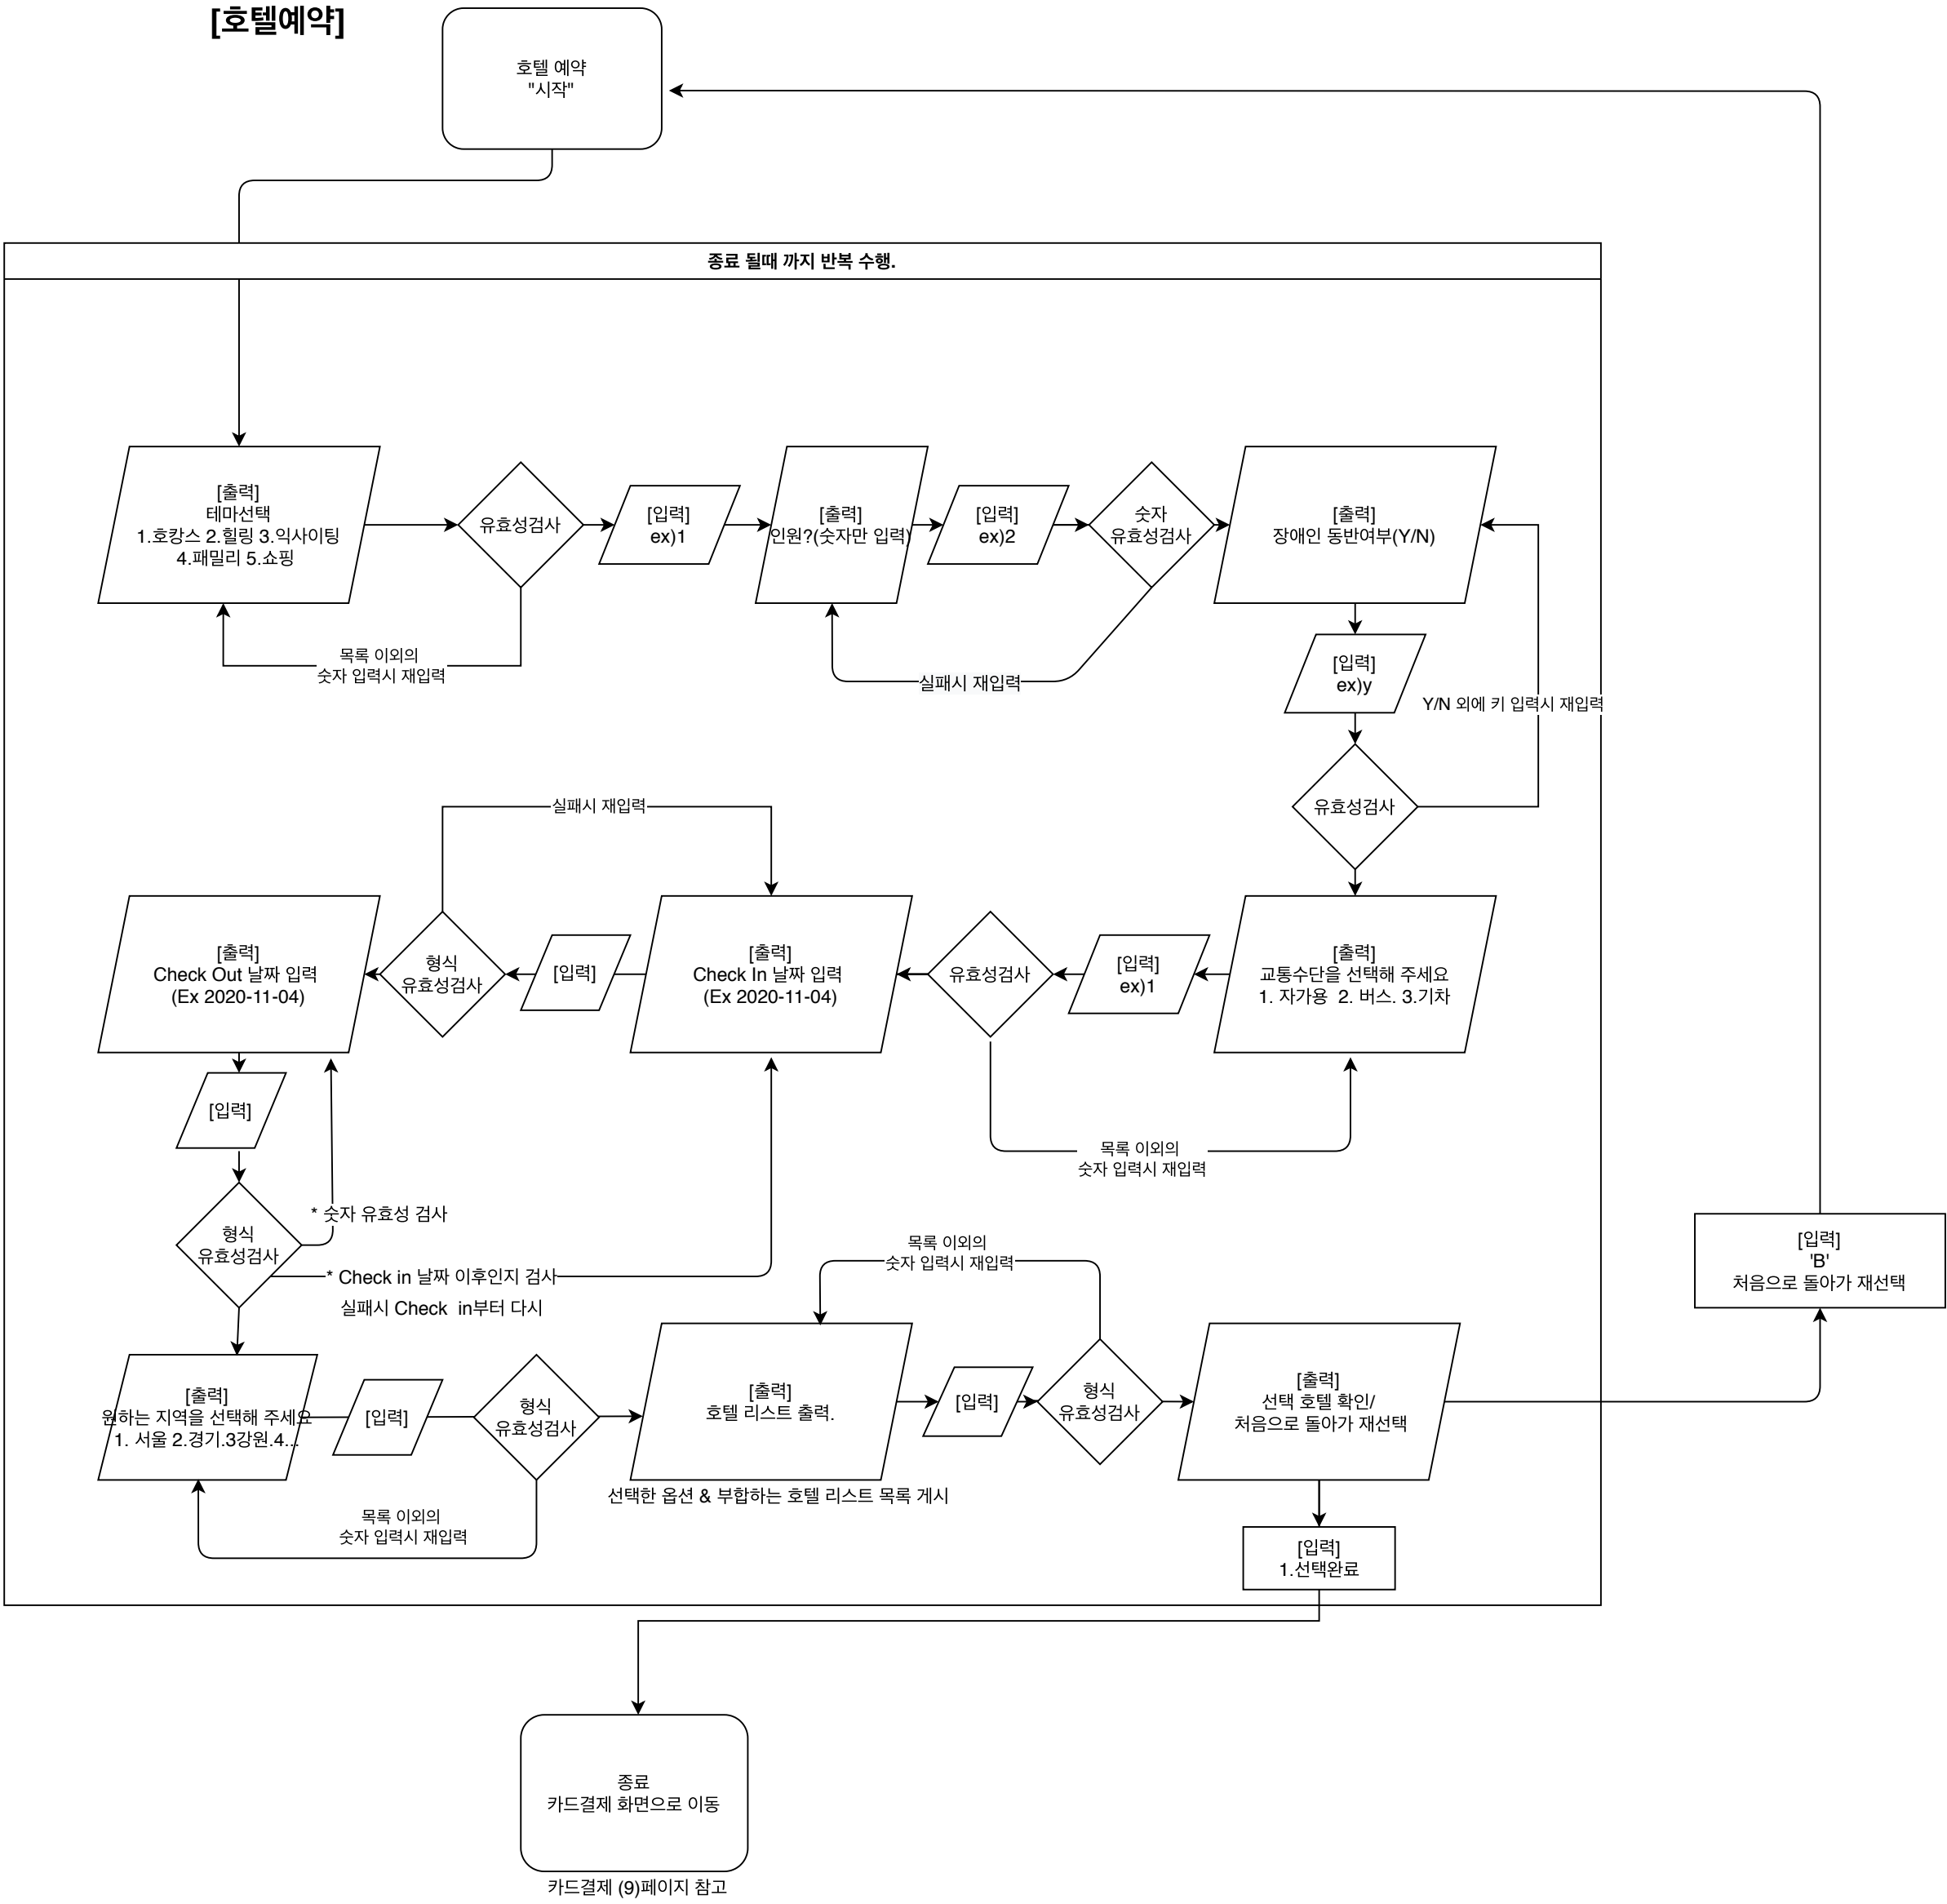 [호텔예약]
호텔 예약
"시작"
종료 될때 까지 반복 수행.
[출력]
테마선택
1.호캉스 2.힐링 3.익사이팅
4.패밀리 5.쇼핑
유효성검사
[입력]
ex)1
[출력]
인원?(숫자만 입력)
[입력]
ex)2
숫자
유효성검사
[출력]
장애인 동반여부(Y/N)
목록 이외의
숫자 입력시 재입력
실패시 재입력
[입력]
ex)y
Y/N 외에 키 입력시 재입력
유효성검사
실패시 재입력
[출력]
Check Out 날짜 입력
(Ex 2020-11-04)
형식
유효성검사
[입력]
[출력]
Check In 날짜 입력
(Ex 2020-11-04)
유효성검사
[입력]
ex)1
[출력]
교통수단을 선택해 주세요
1. 자가용  2. 버스. 3.기차
[입력]
목록 이외의
숫자 입력시 재입력
* 숫자 유효성 검사
형식
유효성검사
* Check in 날짜 이후인지 검사
실패시 Check  in부터 다시
목록 이외의
숫자 입력시 재입력
[입력]
'B'
처음으로 돌아가 재선택
[출력]
원하는 지역을 선택해 주세요
1. 서울 2.경기.3강원.4...
[입력]
형식
유효성검사
[출력]
호텔 리스트 출력.
[입력]
형식
유효성검사
[출력]
선택 호텔 확인/
처음으로 돌아가 재선택
선택한 옵션 & 부합하는 호텔 리스트 목록 게시
목록 이외의
숫자 입력시 재입력
[입력]
1.선택완료
종료
카드결제 화면으로 이동
카드결제 (9)페이지 참고